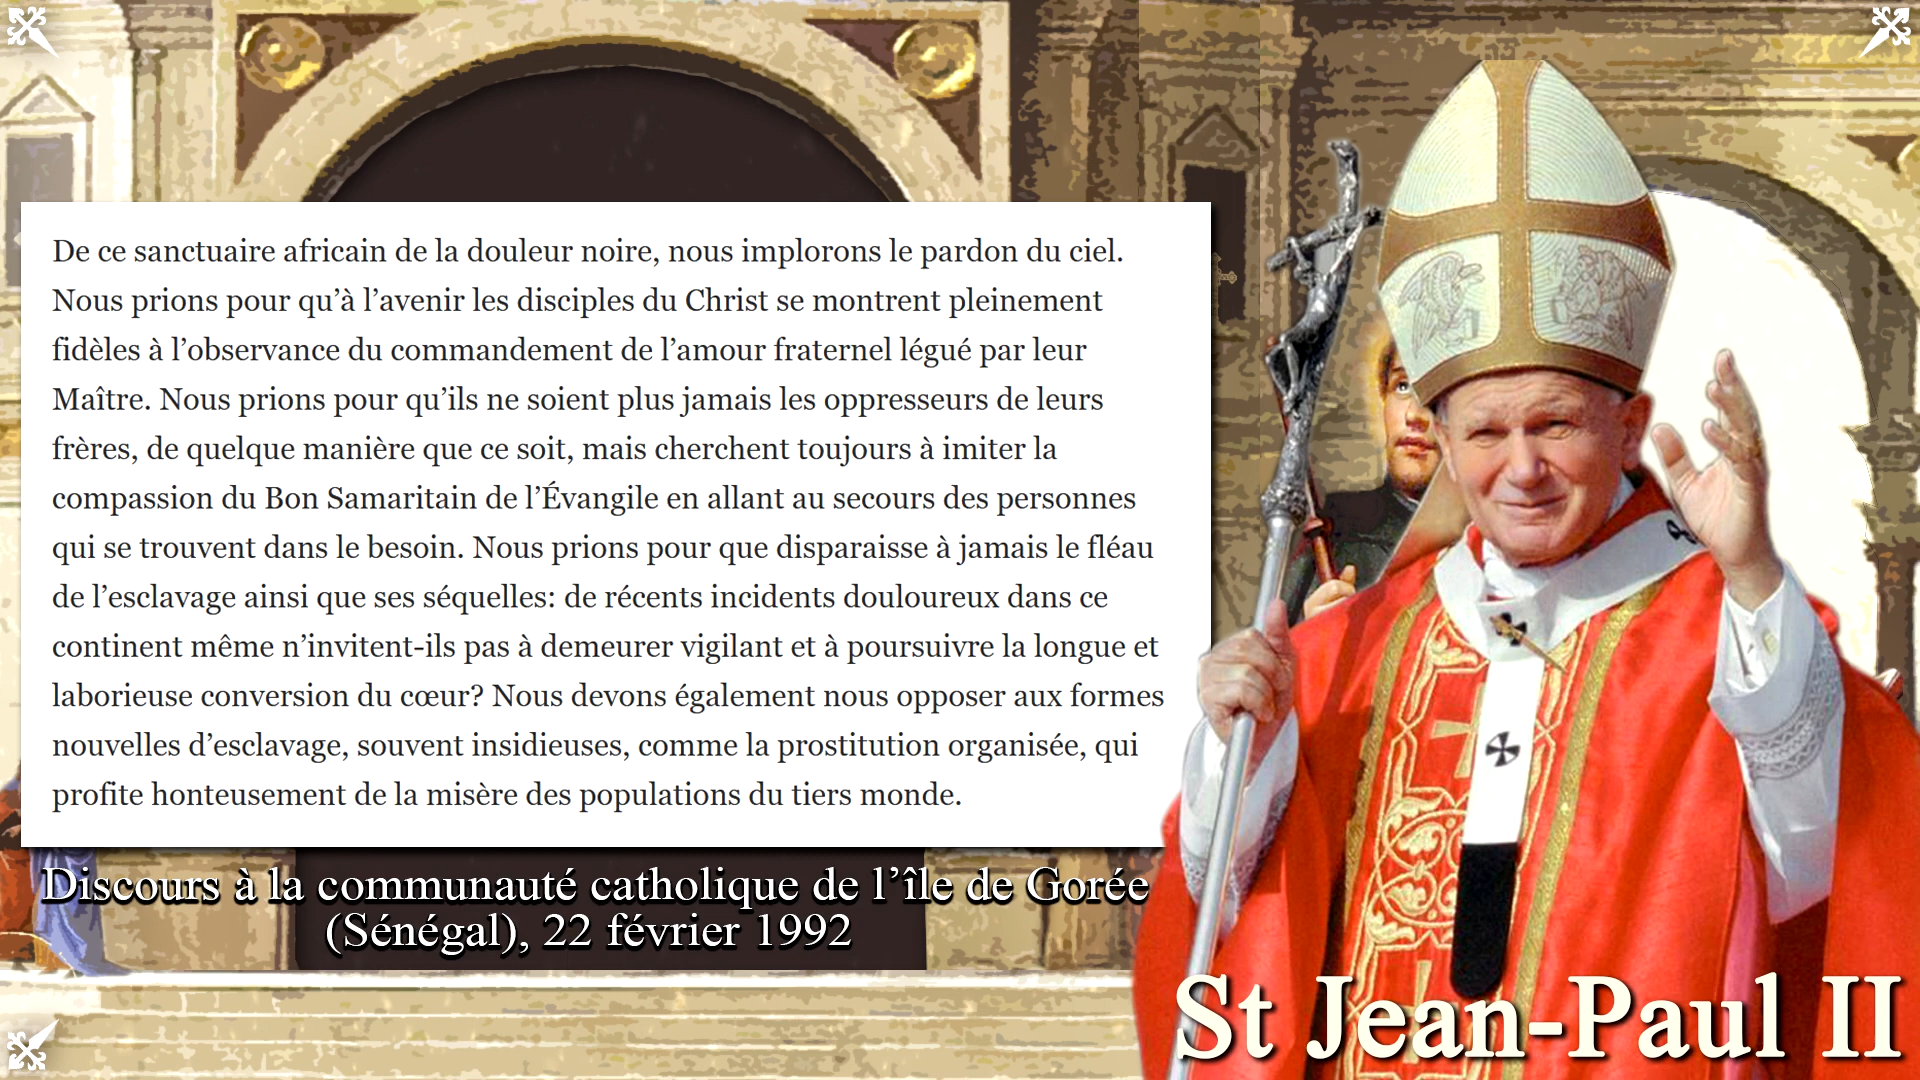 De ce sanctuaire africain de la douleur noire, nous implorons le pardon du ciel.
Nous prions pour qu’à l’avenir les disciples du Christ se montrent pleinement
fidèles à l’observance du commandement de l’amour fraternel légué par leur
Maître. Nous prions pour qu’ils ne soient plus jamais les oppresseurs de leurs
frères, de quelque manière que ce soit, mais cherchent toujours à imiter la
compassion du Bon Samaritain de l’Évangile en allant au secours des personnes
qui se trouvent dans le besoin. Nous prions pour que disparaisse à jamais le fléau
de l’esclavage ainsi que ses séquelles: de récents incidents douloureux dans ce
continent même n’invitent-ils pas à demeurer vigilant et à poursuivre la longue et
laborieuse conversion du cœur? Nous devons également nous opposer aux formes
nouvelles d’esclavage, souvent insidieuses, comme la prostitution organisée, qui
profite honteusement de la misère des populations du tiers monde.
Discours à la communauté catholique de l’île de Gorée
(Sénégal), 22 février 1992
St Jean-Paul II